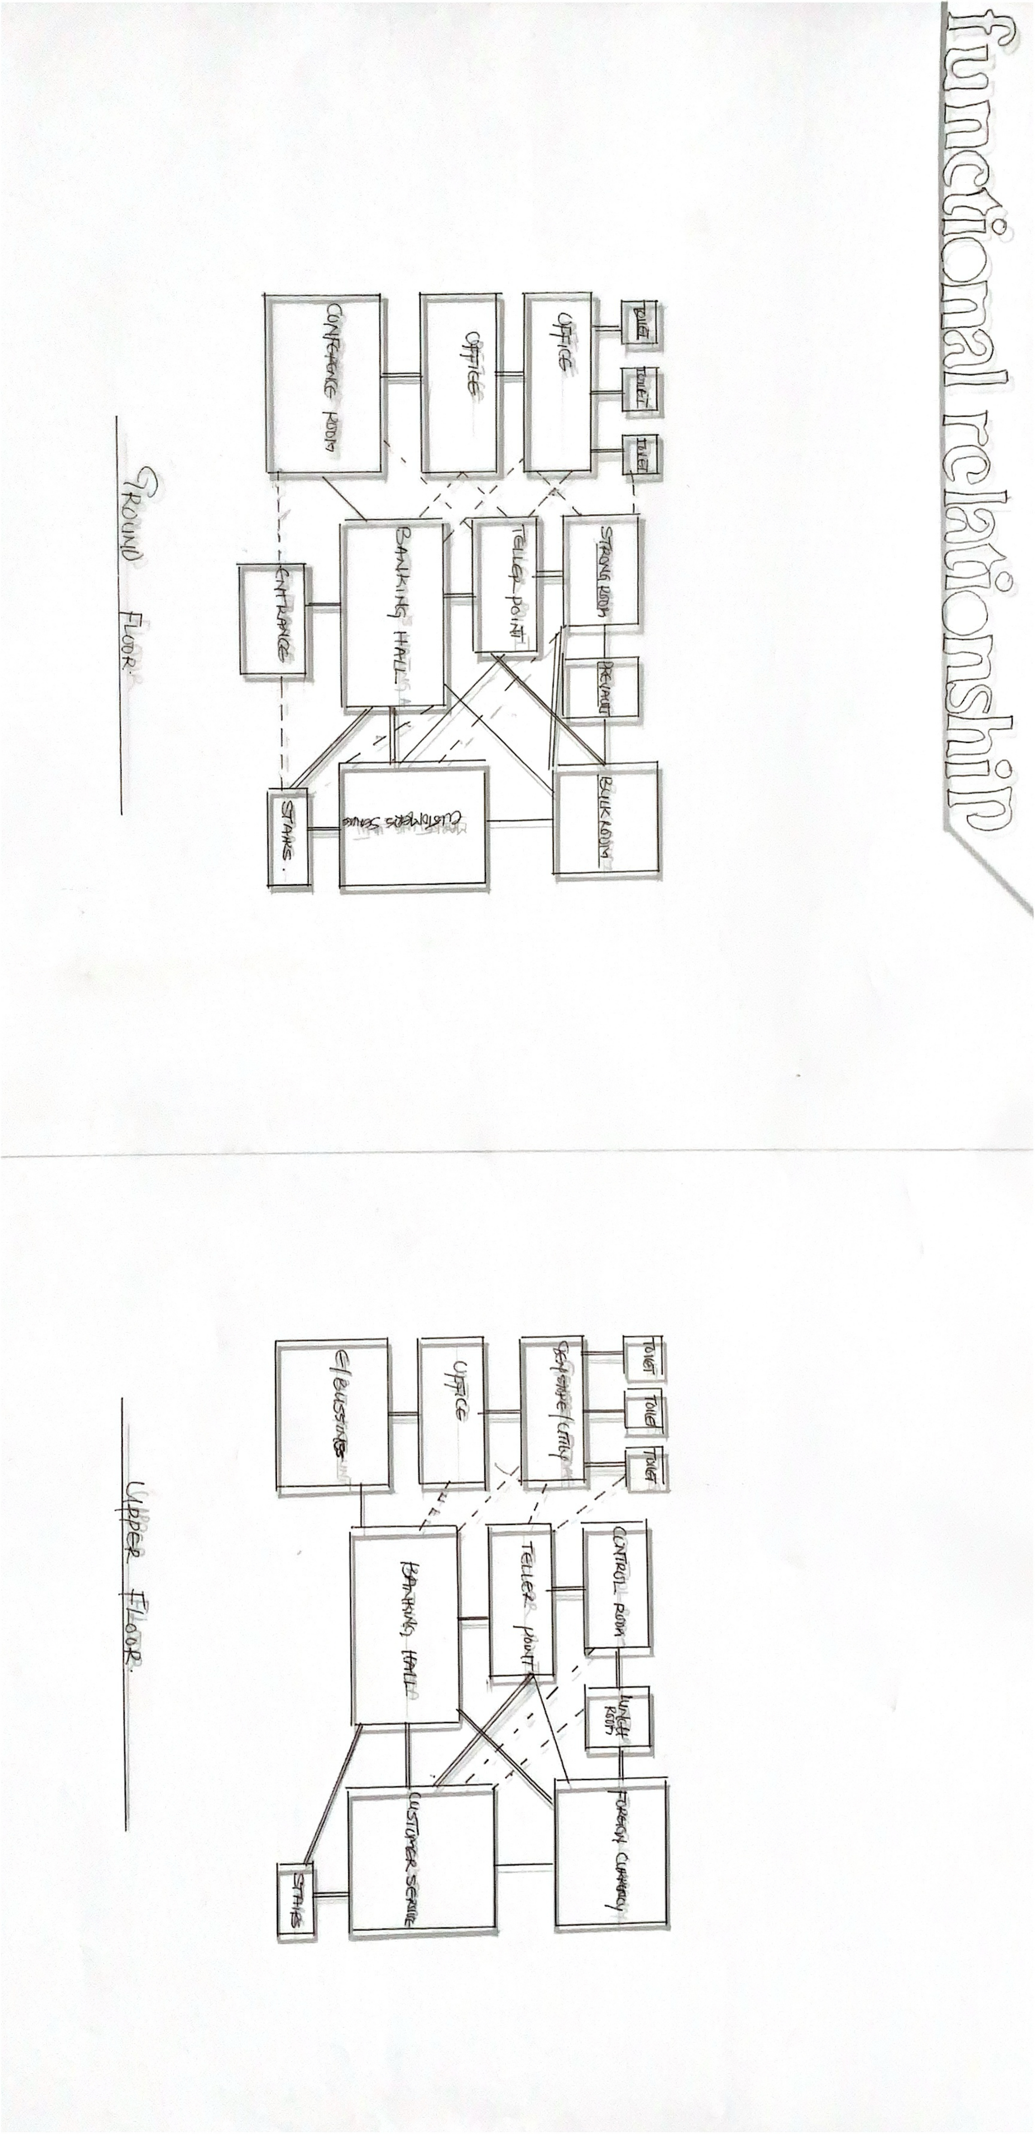 functional relationship
TOILET
TOILET
TOILET
OFFICE
OFFICE
CONFERENCE ROOM
STRONG ROOM
PREVAULT
BULK ROOM
TELLER POINT
BANKING HALL
CUSTOMERS SERVICE
ENTRANCE
STAIRS.
GROUND FLOOR.
TOILET
TOILET
TOILET
OFFICE
E/BUSSINESS
CONTROL ROOM
LUNCH
ROOM
FOREIGN CURRENCY
TELLER POINT
BANKING HALL
CUSTOMER SERVICE
STAIRS
UPPER FLOOR.